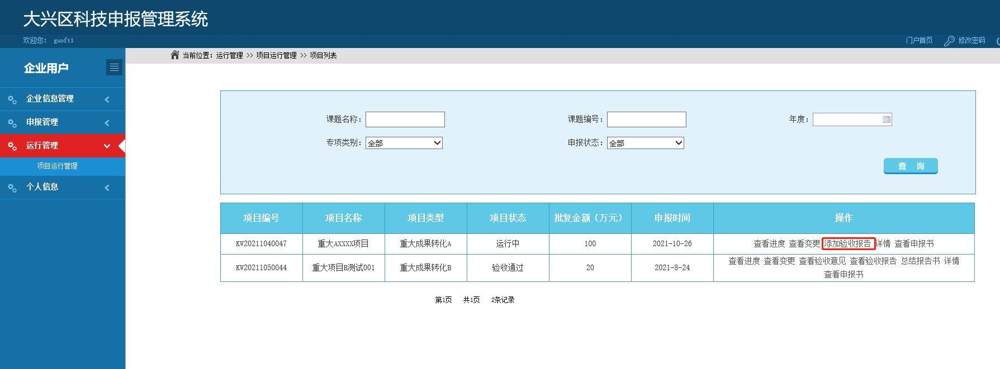 大兴区科技申报管理系统
欢迎您： guoft1
门户首页 修改密码
企业用户
当前位置：运行管理 >> 项目运行管理 >> 项目列表
企业信息管理
申报管理
运行管理
项目运行管理
个人信息
课题名称： 课题编号： 年度：
专项类别： 全部 申报状态： 全部
查 询
项目编号 项目名称 项目类型 项目状态 批复金额（万元） 申报时间 操作
KW20211040047 重大AXXXX项目 重大成果转化A 运行中 100 2021-10-26 查看进度 查看变更 添加验收报告 详情 查看申报书
KW20211050044 重大项目B测试001 重大成果转化B 验收通过 20 2021-8-24 查看进度 查看变更 查看验收意见 查看验收报告 总结报告书 详情
查看申报书
第1页 共1页 2条记录